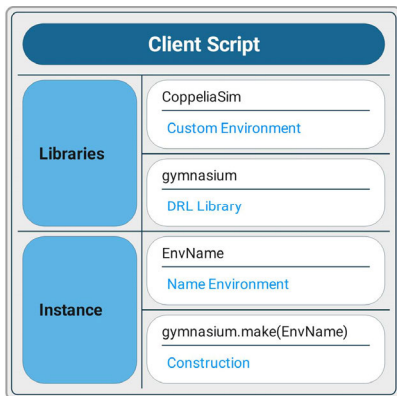 Client Script
Libraries
CoppeliaSim
Custom Environment
gymnasium
DRL Library
Instance
EnvName
Name Environment
gymnasium.make(EnvName)
Construction